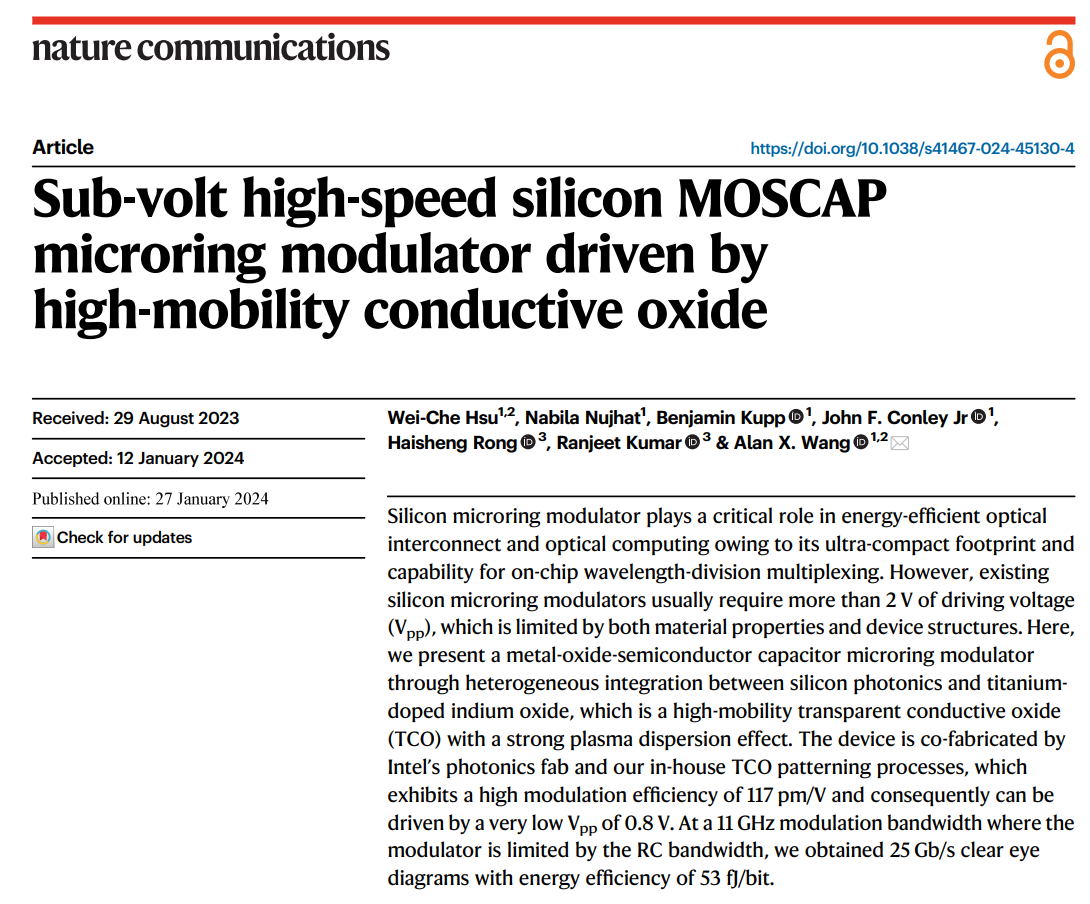 nature communications
Article
https://doi.org/10.1038/s41467-024-45130-4
Sub-volt high-speed silicon MOSCAP
microring modulator driven by
high-mobility conductive oxide
Received: 29 August 2023
Accepted: 12 January 2024
Published online: 27 January 2024
Check for updates
Wei-Che Hsu1,2, Nabila Nujhat1, Benjamin Kupp iD 1, John F. Conley Jr iD 1,
Haisheng Rong iD 3, Ranjeet Kumar iD 3 & Alan X. Wang iD 1,2
Silicon microring modulator plays a critical role in energy-efficient optical
interconnect and optical computing owing to its ultra-compact footprint and
capability for on-chip wavelength-division multiplexing. However, existing
silicon microring modulators usually require more than 2 V of driving voltage
(Vpp), which is limited by both material properties and device structures. Here,
we present a metal-oxide-semiconductor capacitor microring modulator
through heterogeneous integration between silicon photonics and titanium-
doped indium oxide, which is a high-mobility transparent conductive oxide
(TCO) with a strong plasma dispersion effect. The device is co-fabricated by
Intel's photonics fab and our in-house TCO patterning processes, which
exhibits a high modulation efficiency of 117 pm/V and consequently can be
driven by a very low Vpp of 0.8 V. At a 11 GHz modulation bandwidth where the
modulator is limited by the RC bandwidth, we obtained 25 Gb/s clear eye
diagrams with energy efficiency of 53 fJ/bit.